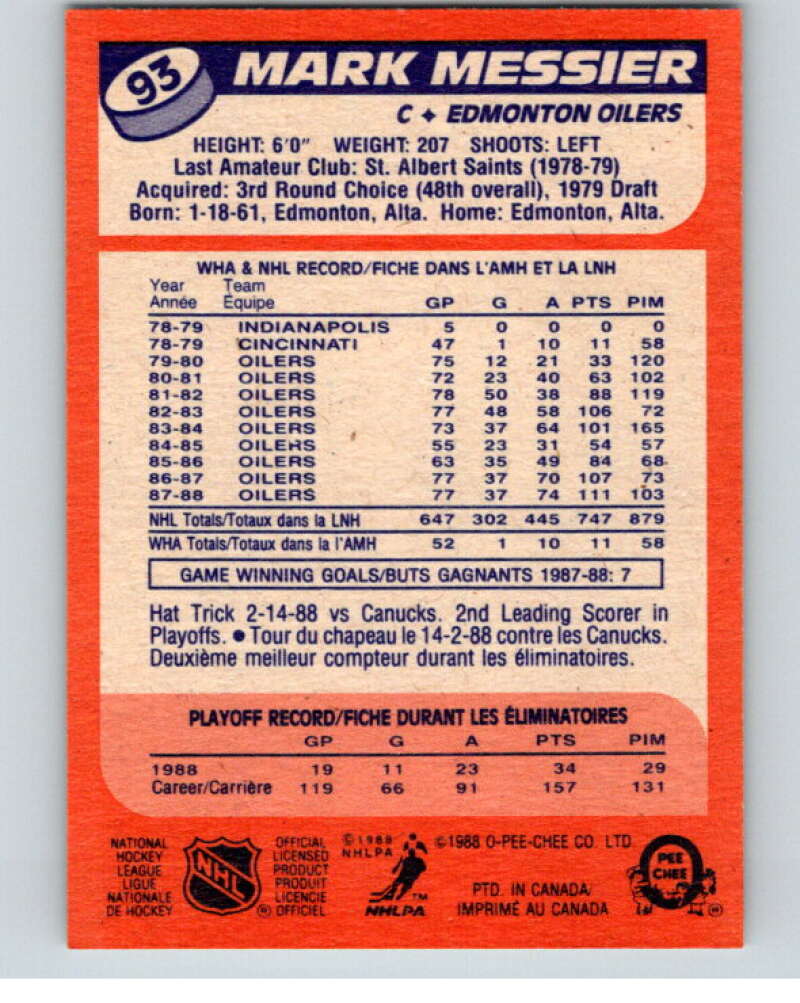 93
MARK MESSIER
C ♦ EDMONTON OILERS
HEIGHT: 6'0" WEIGHT: 207 SHOOTS: LEFT
Last Amateur Club: St. Albert Saints (1978-79)
Acquired: 3rd Round Choice (48th overall), 1979 Draft
Born: 1-18-61, Edmonton, Alta. Home: Edmonton, Alta.
WHA & NHL RECORD/FICHE DANS L'AMH ET LA LNH
Year Team
Année Équipe GP G A PTS PIM
78-79 INDIANAPOLIS 5 0 0 0 0
78-79 CINCINNATI 47 1 10 11 58
79-80 OILERS 75 12 21 33 120
80-81 OILERS 72 23 40 63 102
81-82 OILERS 78 50 38 88 119
82-83 OILERS 77 48 58 106 72
83-84 OILERS 73 37 64 101 165
84-85 OILERS 55 23 31 54 57
85-86 OILERS 63 35 49 84 68
86-87 OILERS 77 37 70 107 73
87-88 OILERS 77 37 74 111 103
NHL Totals/Totaux dans la LNH 647 302 445 747 879
WHA Totals/Totaux dans la l'AMH 52 1 10 11 58
GAME WINNING GOALS/BUTS GAGNANTS 1987-88: 7
Hat Trick 2-14-88 vs Canucks. 2nd Leading Scorer in
Playoffs. ● Tour du chapeau le 14-2-88 contre les Canucks.
Deuxième meilleur compteur durant les éliminatoires.
PLAYOFF RECORD/FICHE DURANT LES ÉLIMINATOIRES
GP G A PTS PIM
1988 19 11 23 34 29
Career/Carrière 119 66 91 157 131
NATIONAL
HOCKEY
LEAGUE
LIGUE
NATIONALE
DE HOCKEY
NHL
®
OFFICIAL
LICENSED
PRODUCT
PRODUIT
LICENCIE
OFFICIEL
© 1988
NHLPA
TM
NHLPA
© 1988 O-PEE-CHEE CO. LTD.
PTD. IN CANADA/
IMPRIMÉ AU CANADA
O
PEE
CHEE
®